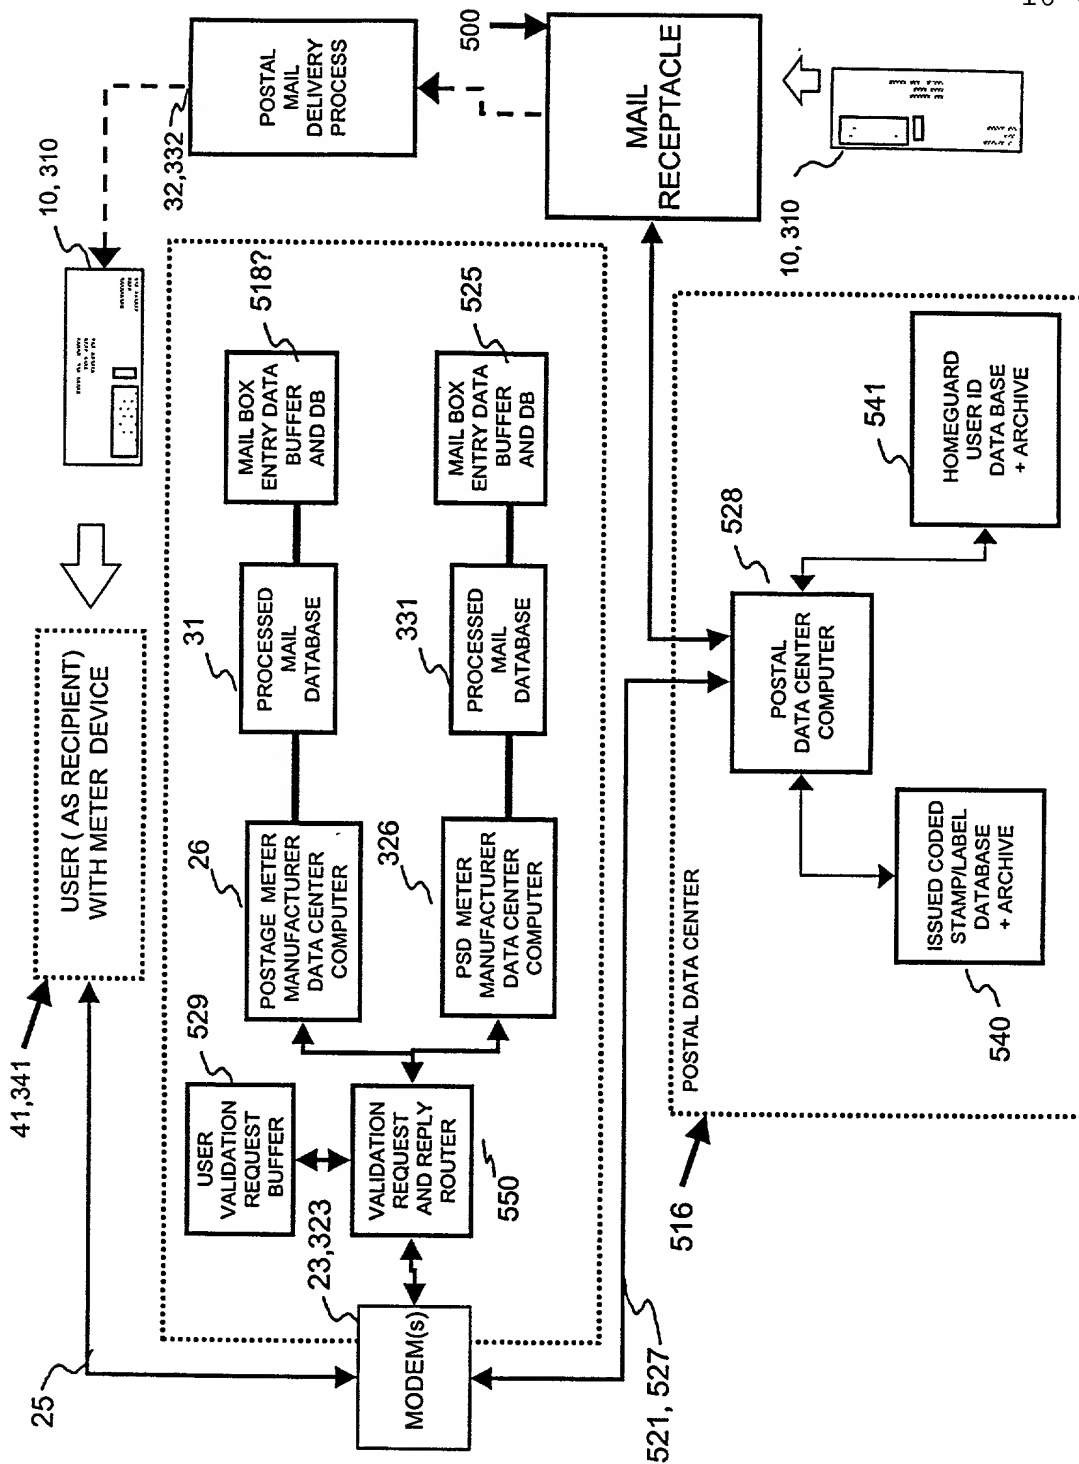 10, 310
32,332
POSTAL
MAIL
DELIVERY
PROCESS
500
MAIL
RECEPTACLE
10, 310
41,341
USER ( AS RECIPIENT)
WITH METER DEVICE
25
529
USER
VALIDATION
REQUEST
BUFFER
23,323
MODEM(s)
VALIDATION
REQUEST
AND REPLY
ROUTER
550
26
POSTAGE METER
MANUFACTURER
DATA CENTER
COMPUTER
326
PSD METER
MANUFACTURER
DATA CENTER
COMPUTER
31
PROCESSED
MAIL
DATABASE
331
PROCESSED
MAIL
DATABASE
518?
MAIL BOX
ENTRY DATA
BUFFER
AND DB
525
MAIL BOX
ENTRY DATA
BUFFER
AND DB
521, 527
516
POSTAL DATA CENTER
528
POSTAL
DATA CENTER
COMPUTER
540
ISSUED CODED
STAMP/LABEL
DATABASE
+ ARCHIVE
541
HOMEGUARD
USER ID
DATA BASE
+ ARCHIVE